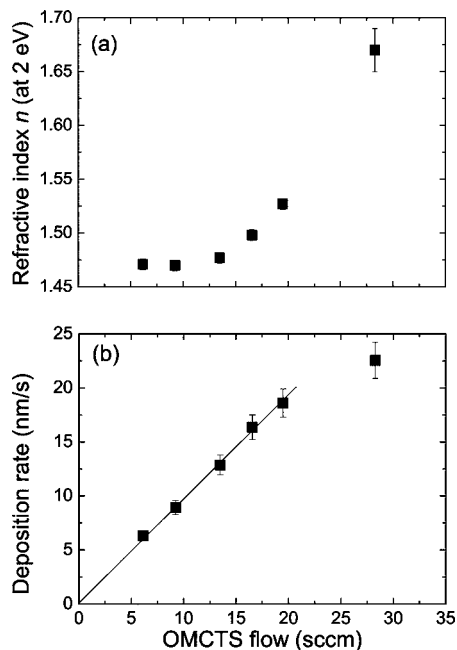 1.70
(a)
1.65
1.60
1.55
1.50
1.45
Refractive index n (at 2 eV)
25
(b)
20
15
10
5
0
Deposition rate (nm/s)
0 5 10 15 20 25 30 35
OMCTS flow (sccm)